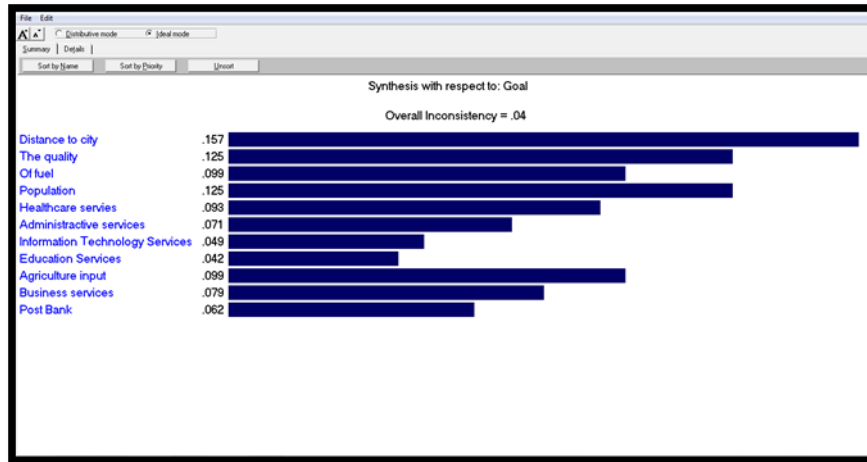 File Edit
A A Distributive mode Ideal mode
Summary Details
Sort by Name Sort by Priority Unsort
Synthesis with respect to: Goal
Overall Inconsistency = .04
Distance to city .157
The quality .125
Of fuel .099
Population .125
Healthcare servies .093
Administractive services .071
Information Technology Services .049
Education Services .042
Agriculture input .099
Business services .079
Post Bank .062